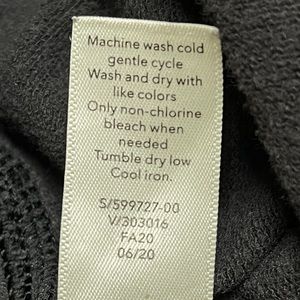 Machine wash cold
gentle cycle
Wash and dry with
like colors
Only non-chlorine
bleach when
needed
Tumble dry low
Cool iron.
S/599727-00
V/303016
FA20
06/20